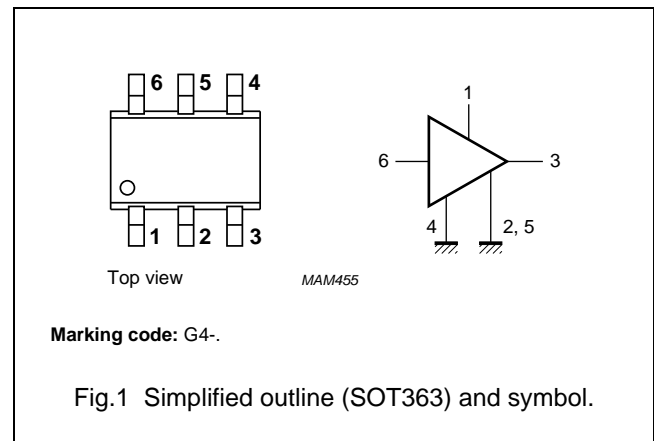 6 5 4
1
6 3
4 2, 5
1 2 3
Top view MAM455
Marking code: G4-.
Fig.1 Simplified outline (SOT363) and symbol.